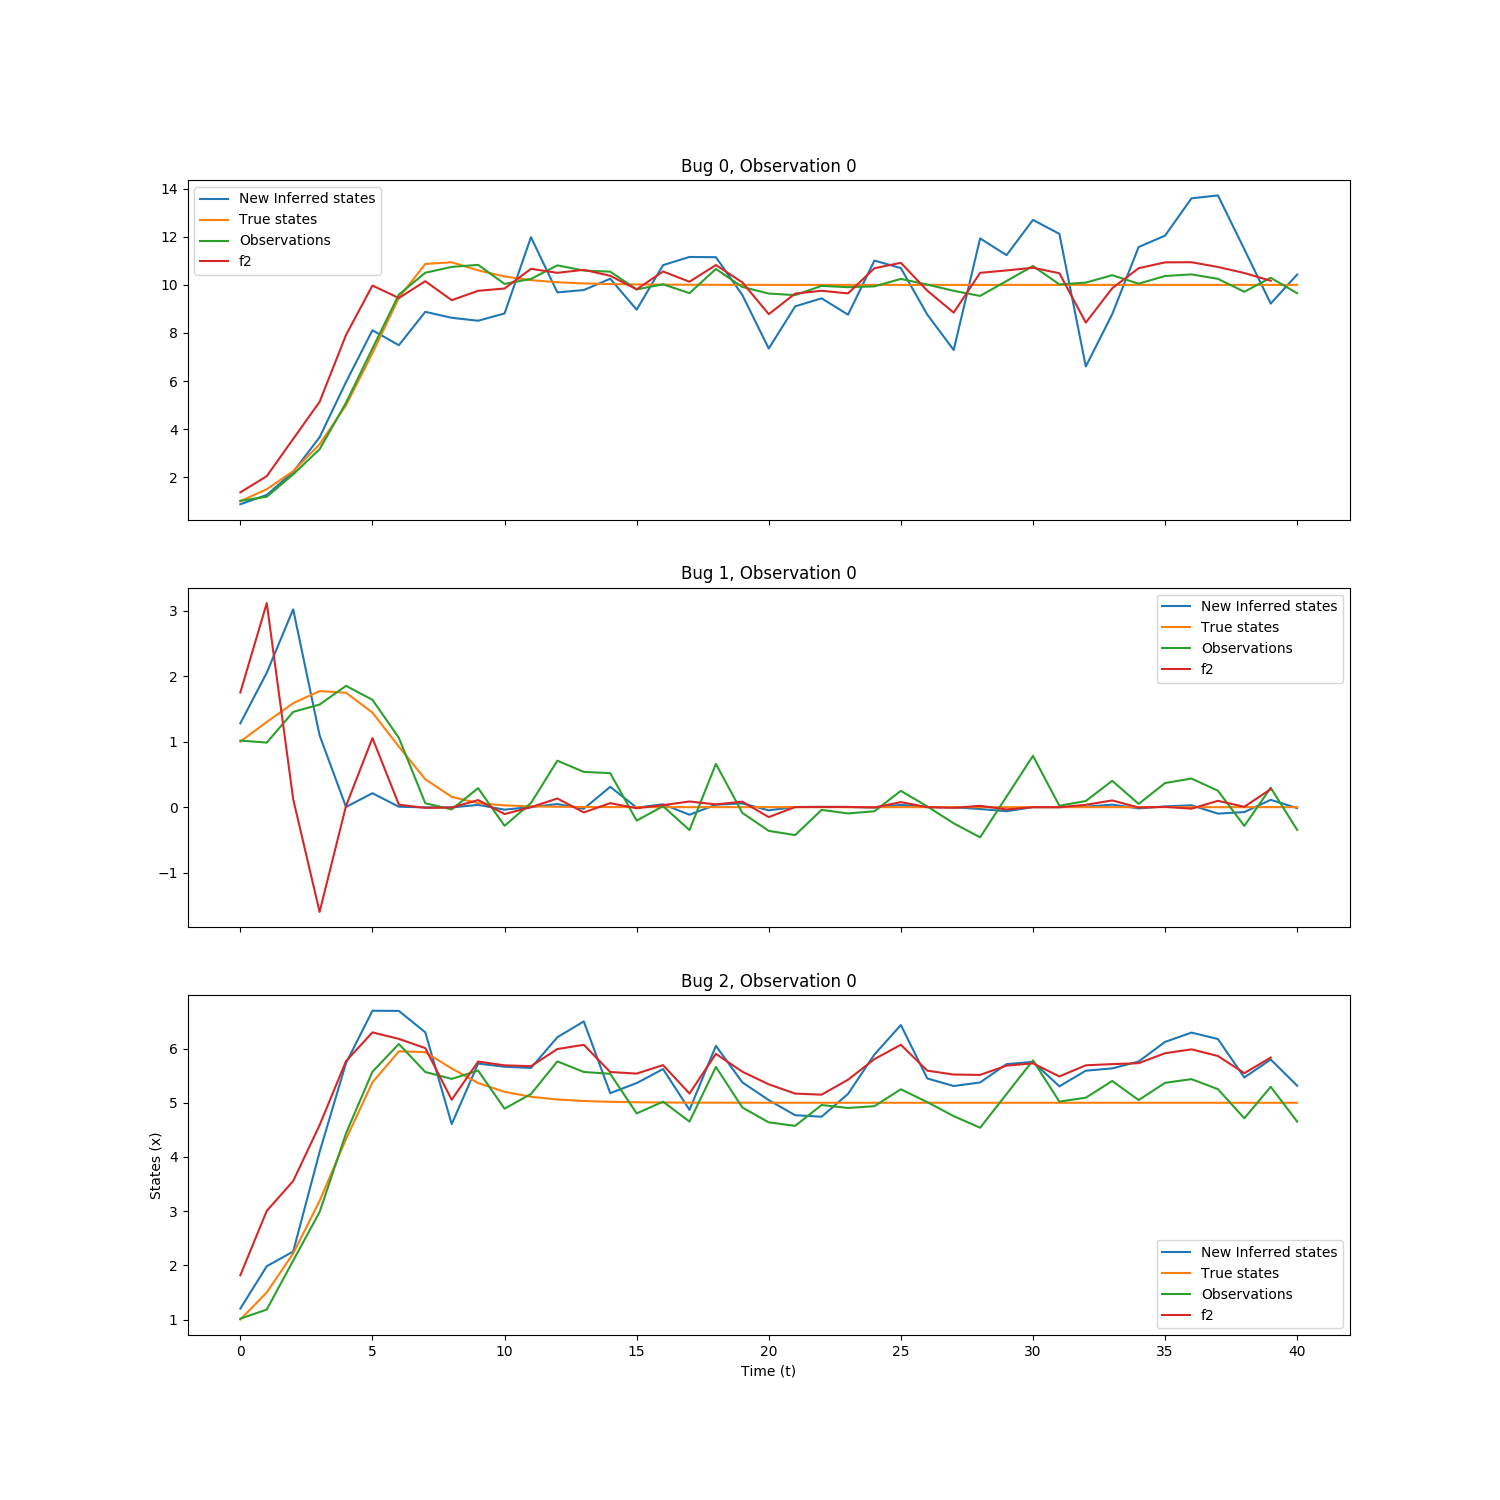 Bug 0, Observation 0
14
12
10
8
6
4
2
New Inferred states
True states
Observations
f2
Bug 1, Observation 0
3
2
1
0
−1
New Inferred states
True states
Observations
f2
Bug 2, Observation 0
States (x)
6
5
4
3
2
1
New Inferred states
True states
Observations
f2
0 5 10 15 20 25 30 35 40
Time (t)